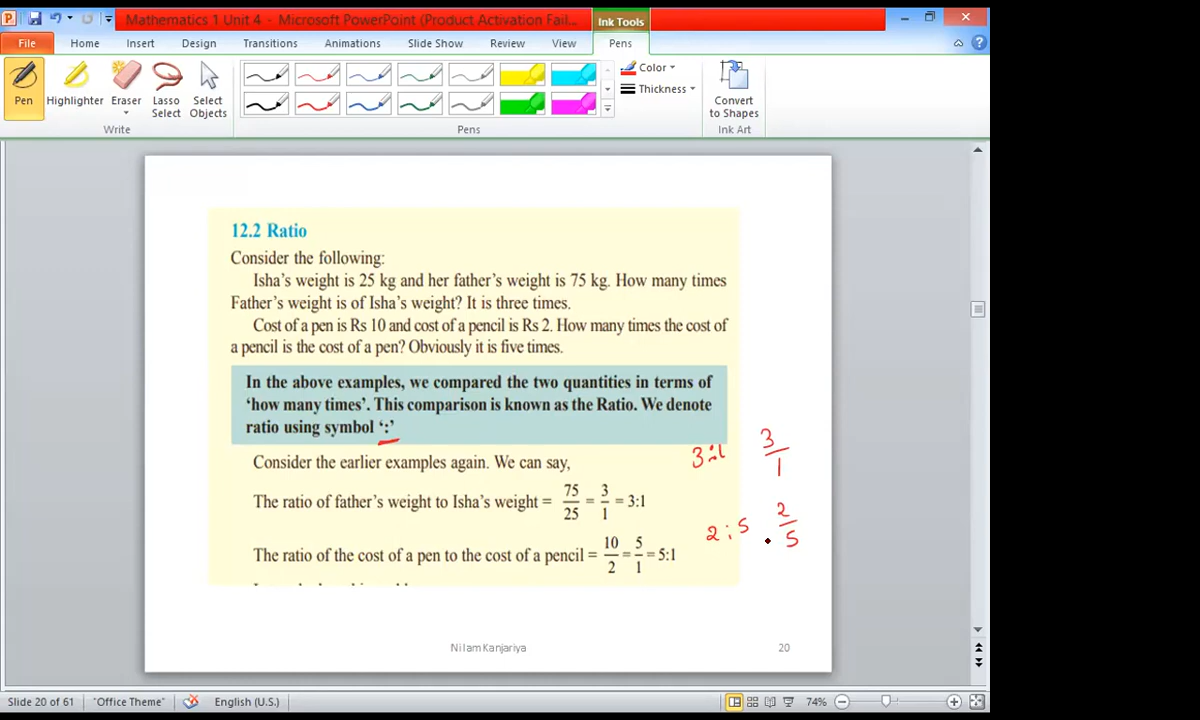 Mathematics 1 Unit 4 - Microsoft PowerPoint (Product Activation Fail...
Ink Tools
File Home Insert Design Transitions Animations Slide Show Review View Pens
Pen Highlighter Eraser Lasso Select Select Objects
Color
Thickness
Convert to Shapes
Write Pens Ink Art
12.2 Ratio
Consider the following:
Isha's weight is 25 kg and her father's weight is 75 kg. How many times
Father's weight is of Isha's weight? It is three times.
Cost of a pen is Rs 10 and cost of a pencil is Rs 2. How many times the cost of
a pencil is the cost of a pen? Obviously it is five times.
In the above examples, we compared the two quantities in terms of
'how many times'. This comparison is known as the Ratio. We denote
ratio using symbol ':'
3:1 3/1
Consider the earlier examples again. We can say,
The ratio of father's weight to Isha's weight = 75/25 = 3/1 = 3:1
2:5 2/5
The ratio of the cost of a pen to the cost of a pencil = 10/2 = 5/1 = 5:1
Nilam Kanjariya
20
Slide 20 of 61 "Office Theme" English (U.S.) 74%